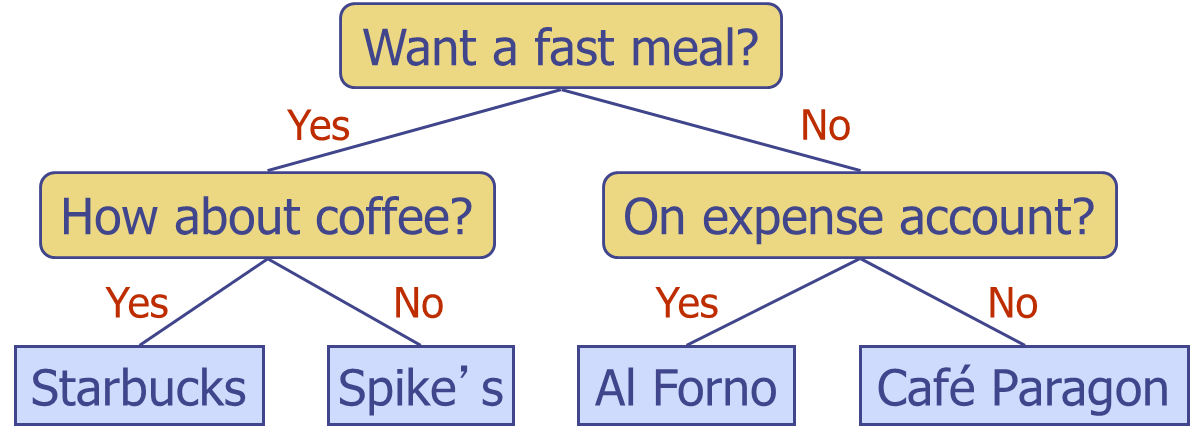 Want a fast meal?
Yes
No
How about coffee?
On expense account?
Yes
No
Yes
No
Starbucks
Spike’s
Al Forno
Café Paragon